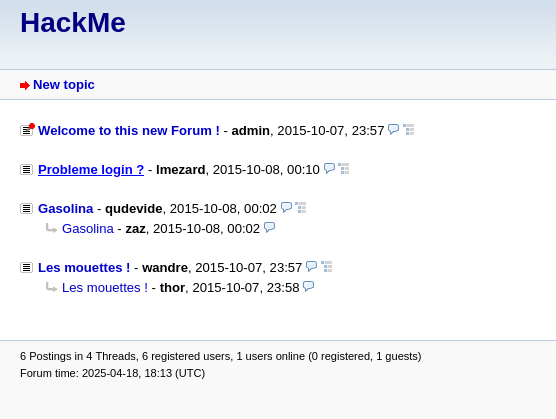 HackMe
New topic
Welcome to this new Forum ! - admin, 2015-10-07, 23:57
Probleme login ? - lmezard, 2015-10-08, 00:10
Gasolina - qudevide, 2015-10-08, 00:02
Gasolina - zaz, 2015-10-08, 00:02
Les mouettes ! - wandre, 2015-10-07, 23:57
Les mouettes ! - thor, 2015-10-07, 23:58
6 Postings in 4 Threads, 6 registered users, 1 users online (0 registered, 1 guests)
Forum time: 2025-04-18, 18:13 (UTC)